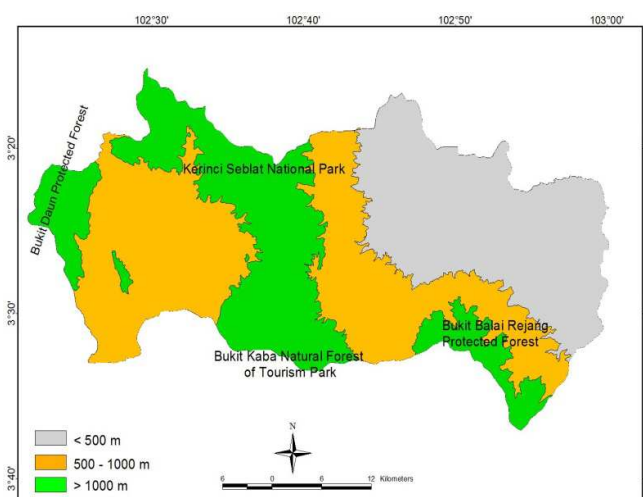 102°30'
102°40'
102°50'
103°00'
3°20'
3°30'
3°40'
Bukit Daun Protected Forest
Kerinci Seblat National Park
Bukit Balai Rejang
Protected Forest
Bukit Kaba Natural Forest
of Tourism Park
< 500 m
500 - 1000 m
> 1000 m
N
6 0 6 12 Kilometers